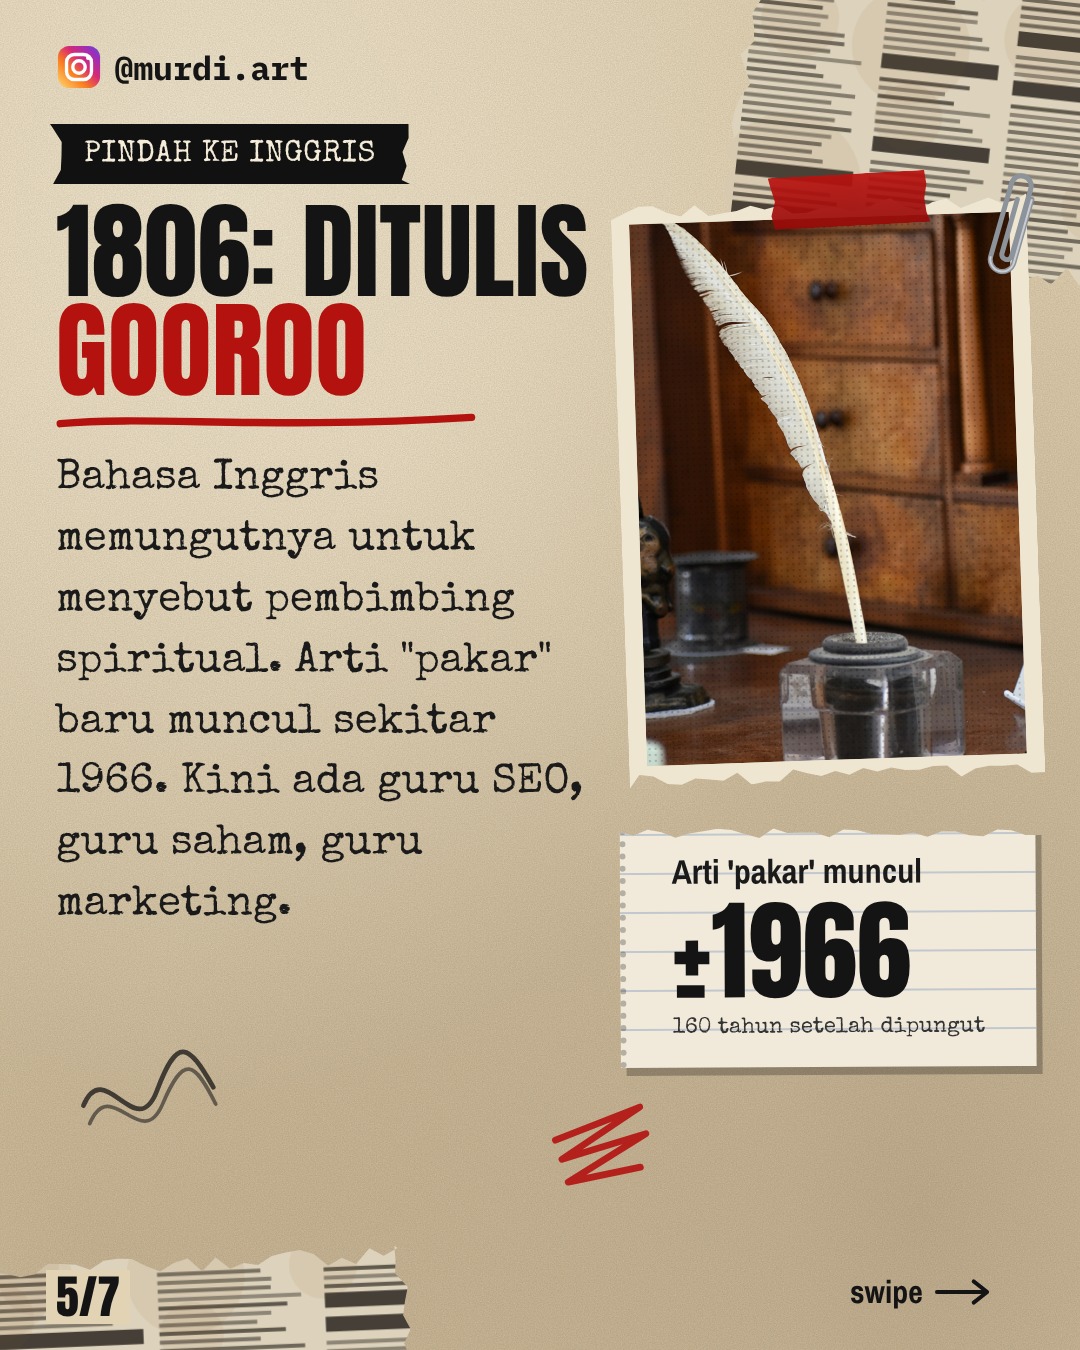 @murdi.art
PINDAH KE INGGRIS
1806: DITULIS
GOOROO
Bahasa Inggris
memungutnya untuk
menyebut pembimbing
spiritual. Arti "pakar"
baru muncul sekitar
1966. Kini ada guru SEO,
guru saham, guru
marketing.
Arti 'pakar' muncul
±1966
160 tahun setelah dipungut
5/7
swipe →